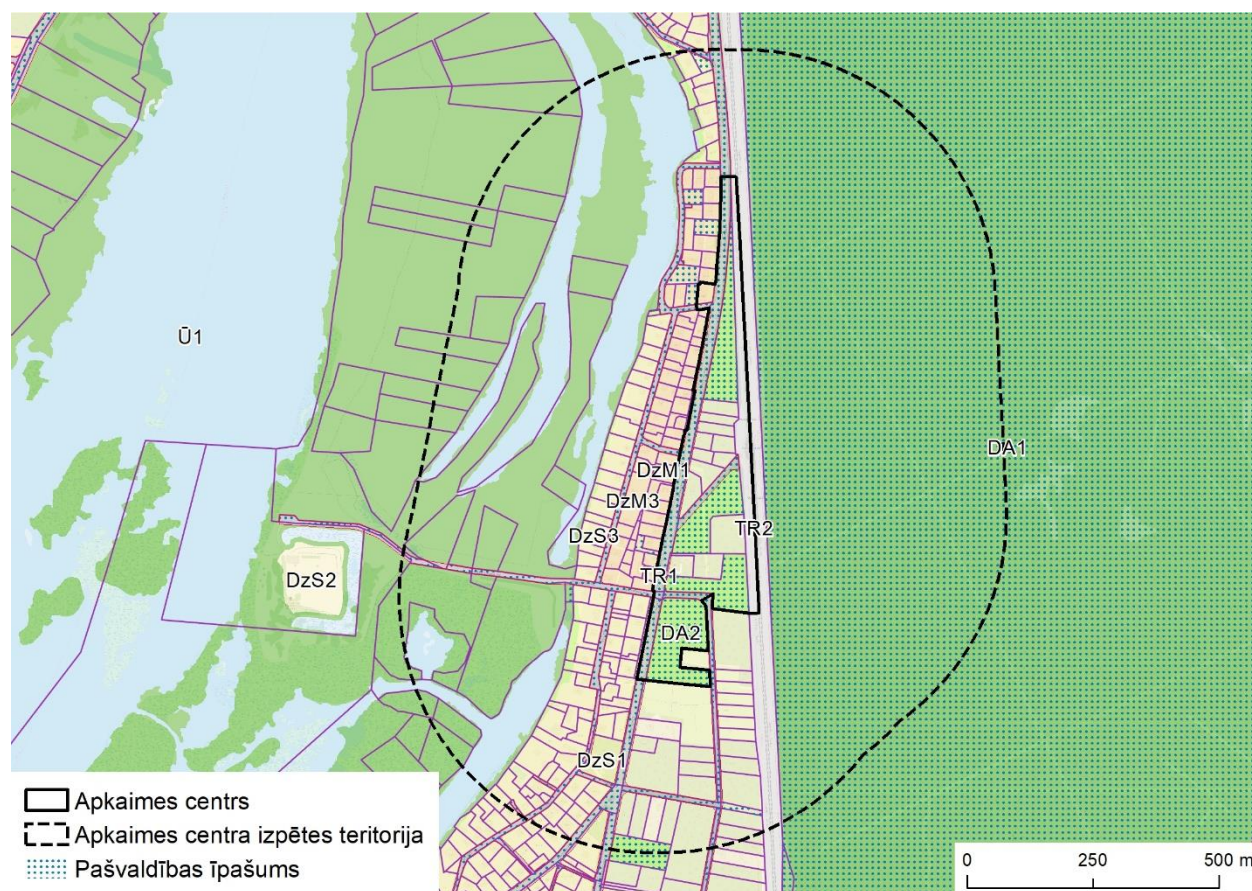 Ū1
DA1
DzM1
DzM3
TR2
DzS3
DzS2
TR1
DA2
DzS1
Apkaimes centrs
Apkaimes centra izpētes teritorija
Pašvaldības īpašums
0 250 500 m